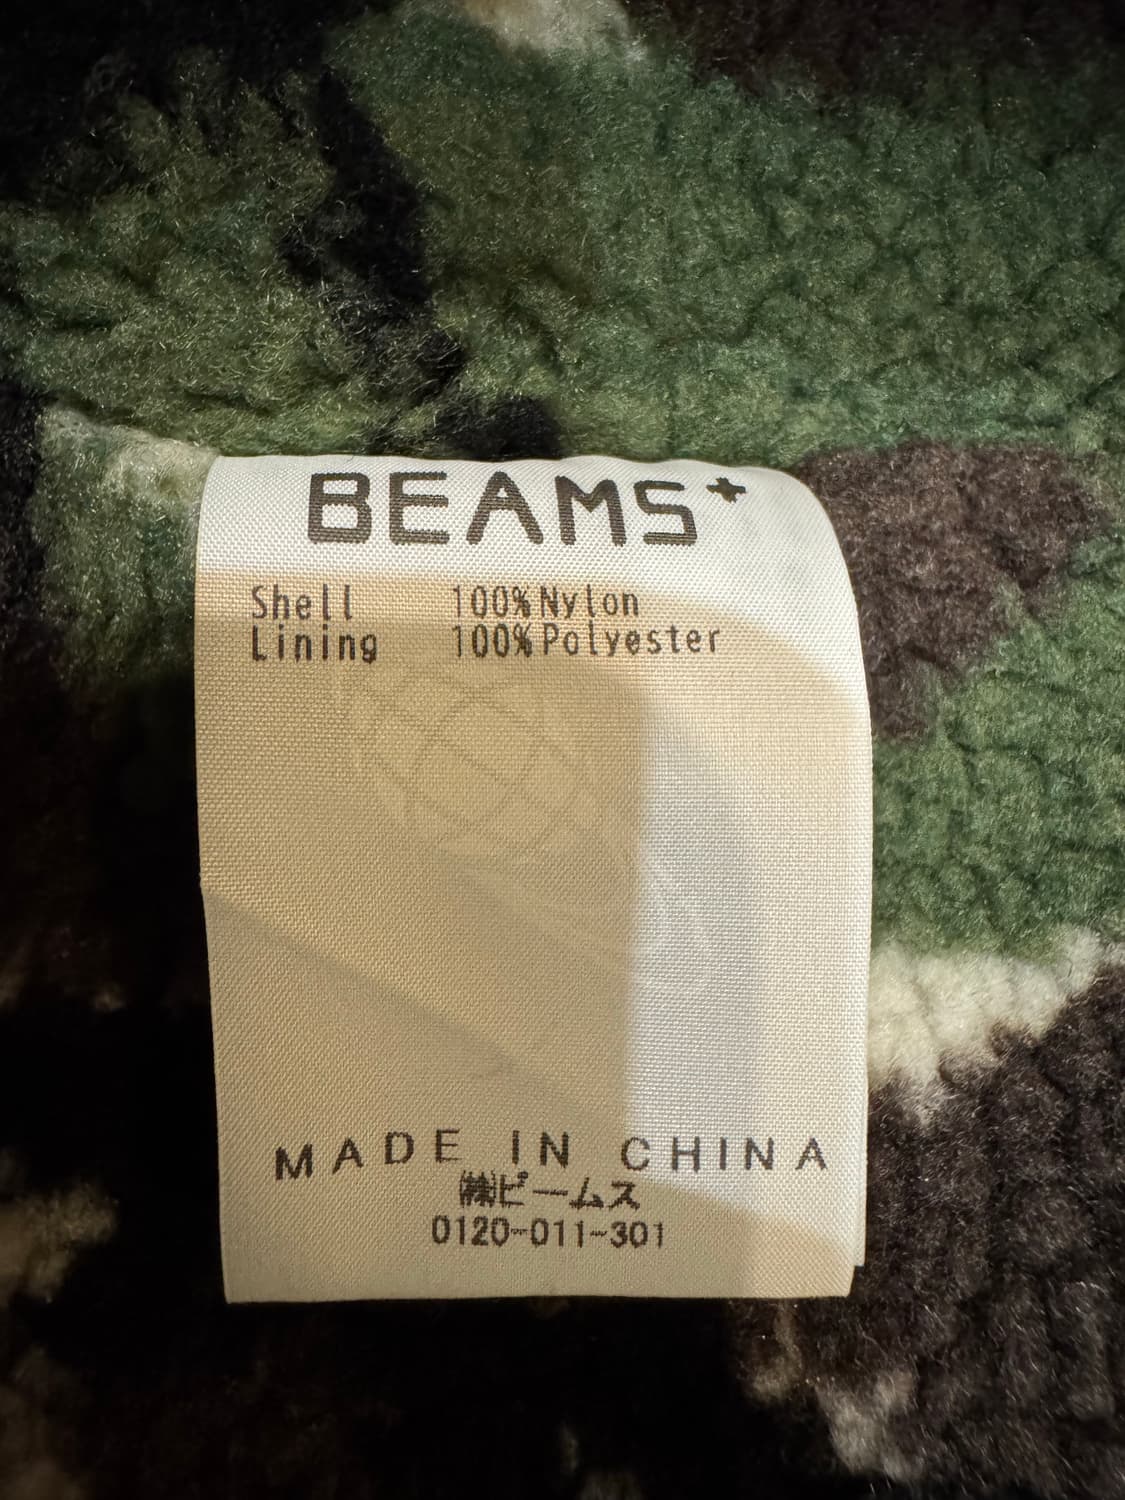 BEAMS+
Shell 100%Nylon
Lining 100%Polyester
MADE IN CHINA
㈱ビームス
0120-011-301